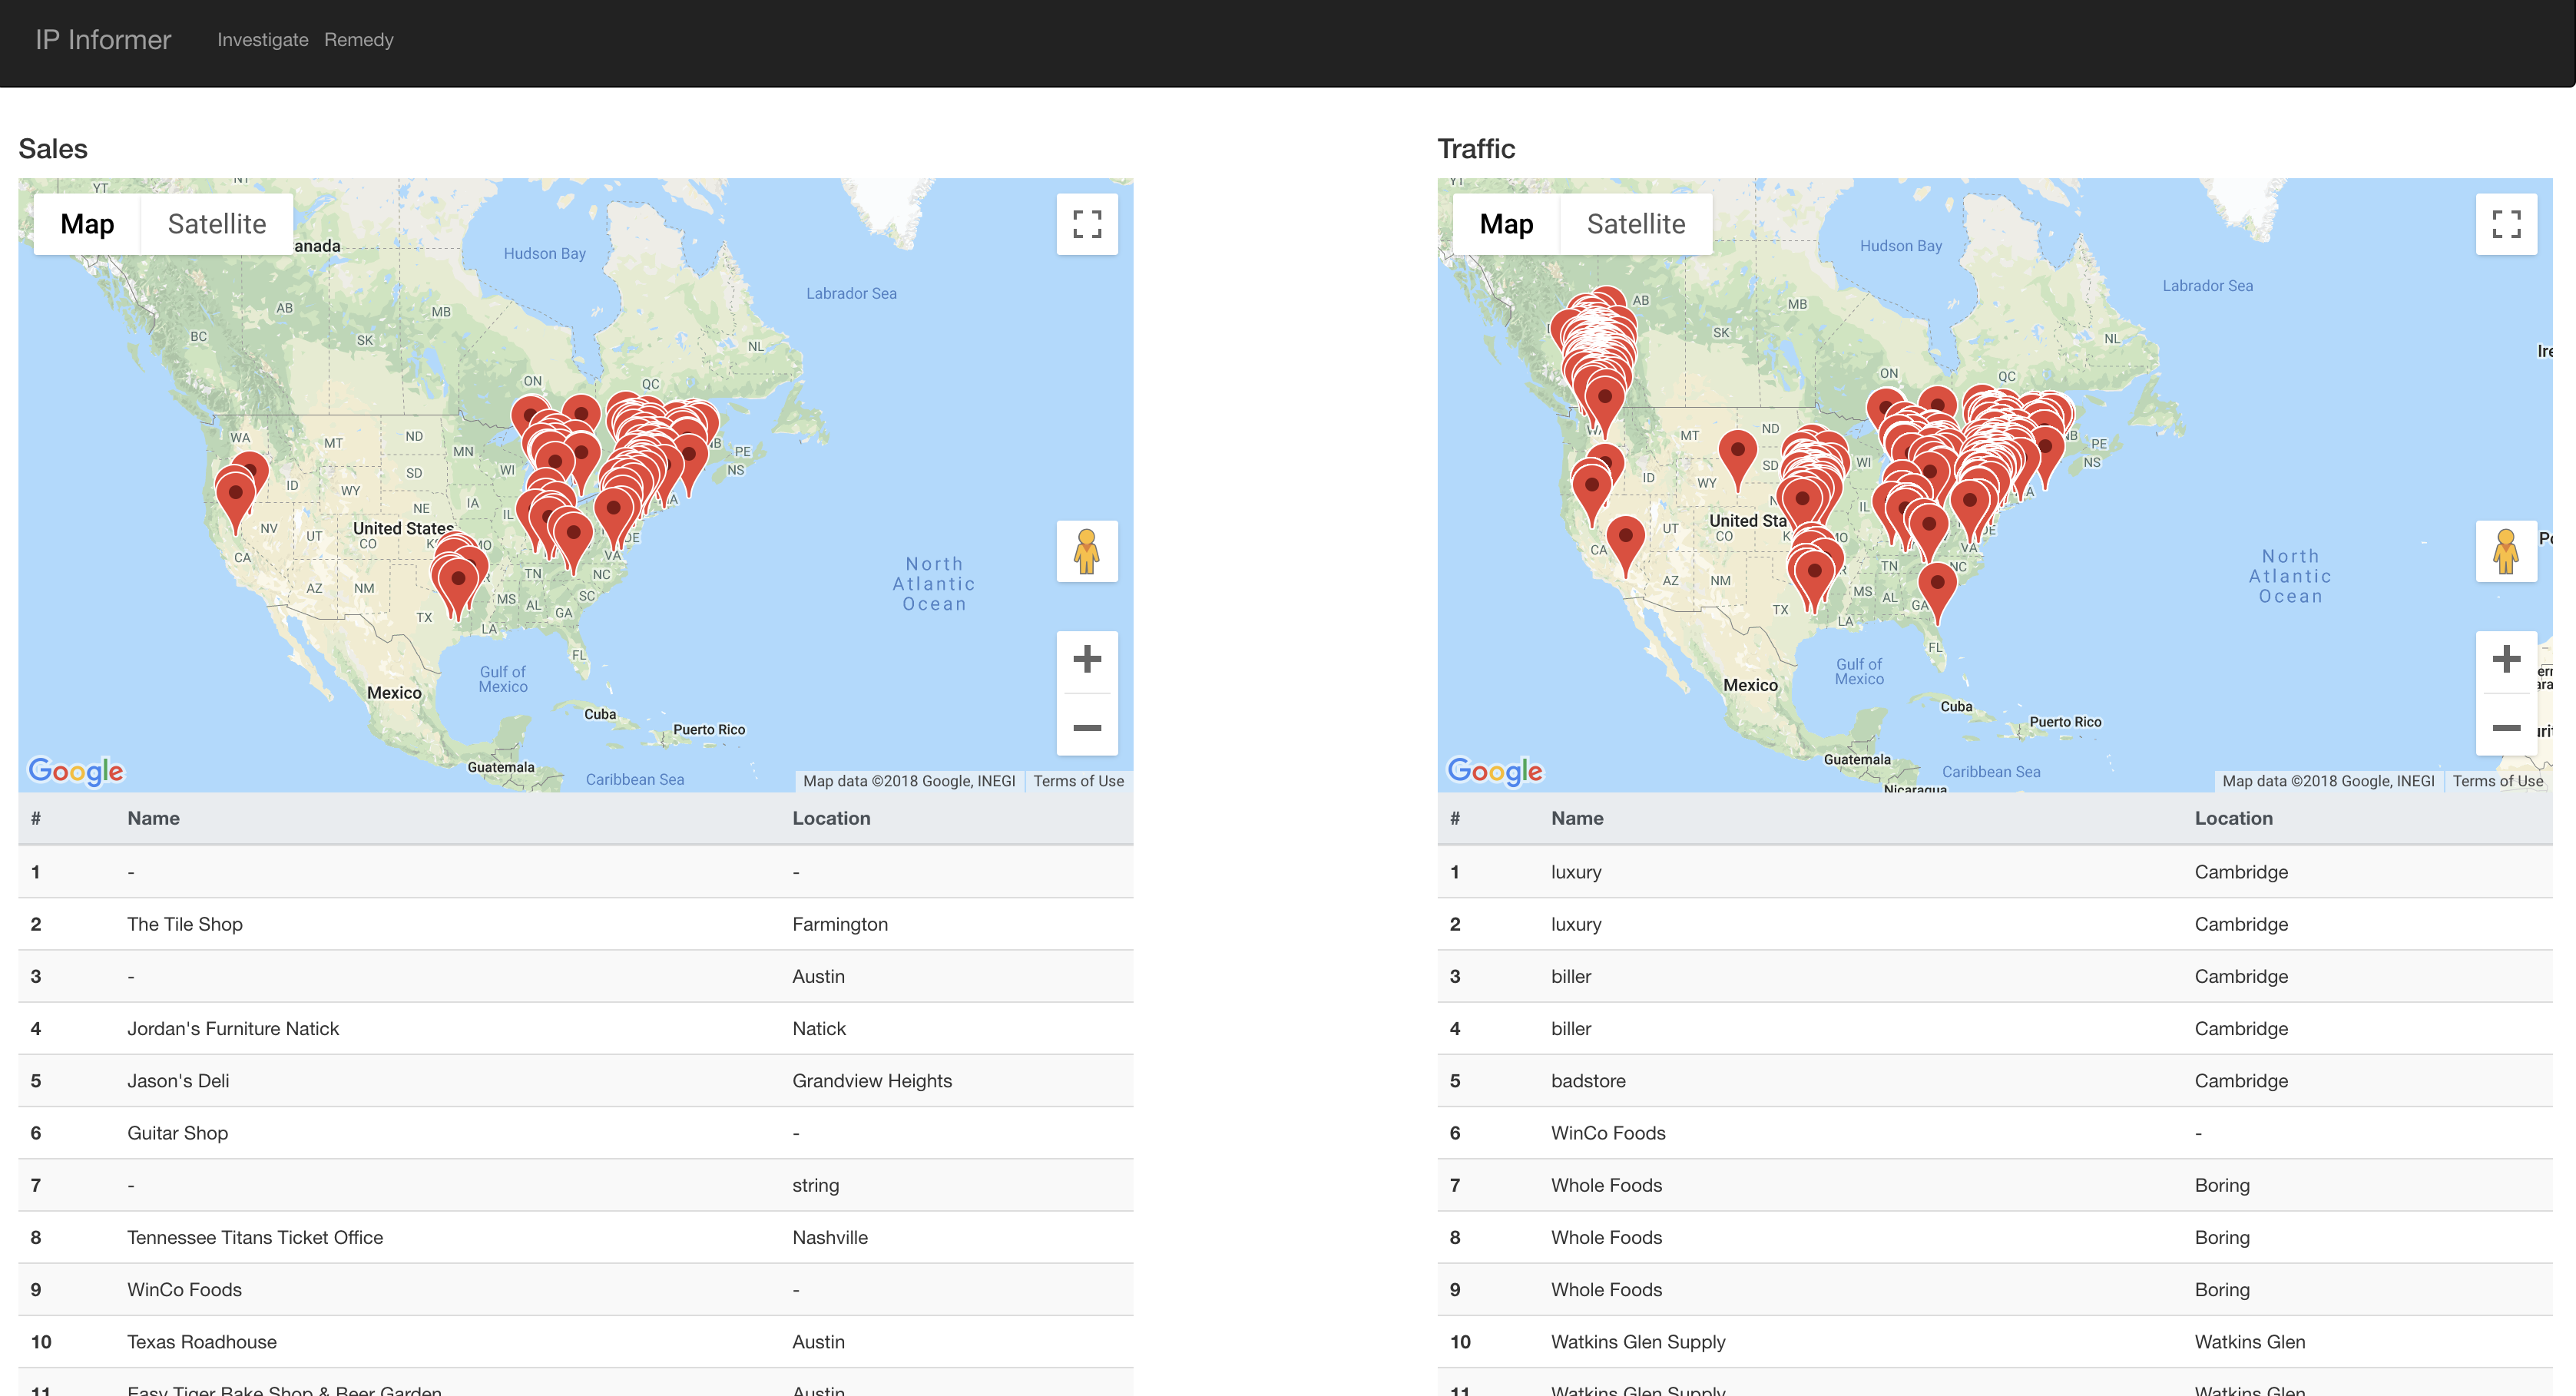 IP Informer Investigate Remedy
Sales
Map Satellite
YT
NT
anada
Hudson Bay
Labrador Sea
AB
MB
BC
SK
NL
ON
QC
WA
MT
ND
MN
PE
NS
SD
WI
ID
WY
IA
NE
IL
NV
UT
United States
CO
MO
DE
CA
VA
TN
NC
AZ
NM
MS
AL
SC
GA
TX
LA
FL
Gulf of
Mexico
Mexico
Cuba
Puerto Rico
Guatemala
Caribbean Sea
North
Atlantic
Ocean
Google
Map data ©2018 Google, INEGI
Terms of Use
# Name Location
1 - -
2 The Tile Shop Farmington
3 - Austin
4 Jordan's Furniture Natick Natick
5 Jason's Deli Grandview Heights
6 Guitar Shop -
7 - string
8 Tennessee Titans Ticket Office Nashville
9 WinCo Foods -
10 Texas Roadhouse Austin
11 Easy Tiger Bake Shop & Beer Garden Austin
Traffic
Map Satellite
YT
Hudson Bay
Labrador Sea
AB
MB
SK
NL
Ire
ON
QC
MT
ND
PE
NS
SD
WI
ID
WY
IL
UT
United Sta
CO
MO
DE
CA
VA
TN
NC
AZ
NM
MS
AL
GA
TX
LA
FL
Gulf of
Mexico
Mexico
Cuba
Puerto Rico
Guatemala
Caribbean Sea
Nicaragua
North
Atlantic
Ocean
Google
Map data ©2018 Google, INEGI
Terms of Use
# Name Location
1 luxury Cambridge
2 luxury Cambridge
3 biller Cambridge
4 biller Cambridge
5 badstore Cambridge
6 WinCo Foods -
7 Whole Foods Boring
8 Whole Foods Boring
9 Whole Foods Boring
10 Watkins Glen Supply Watkins Glen
11 Watkins Glen Supply Watkins Glen